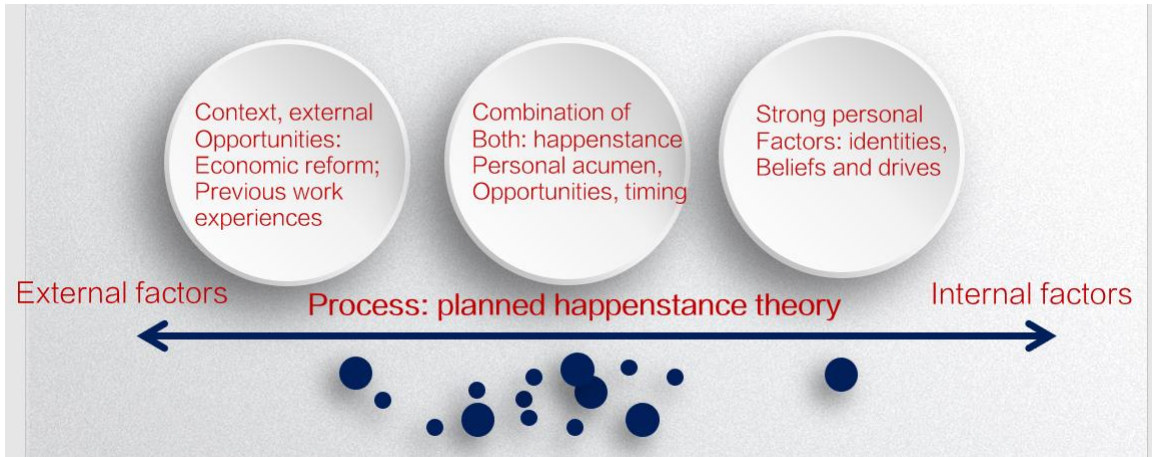 Context, external
Opportunities:
Economic reform;
Previous work
experiences
Combination of
Both: happenstance
Personal acumen,
Opportunities, timing
Strong personal
Factors: identities,
Beliefs and drives
External factors
Process: planned happenstance theory
Internal factors